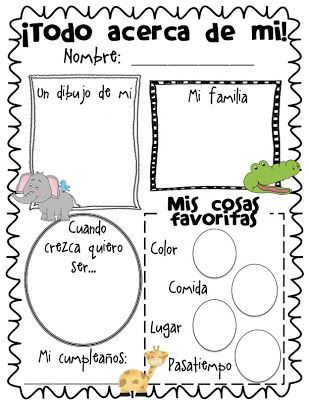 ¡Todo acerca de mi!
Nombre: ___________
Un dibujo de mi
Mi familia
Cuando
crezca quiero
ser...
Mi cumpleaños:
Mis cosas
favoritas
Color
Comida
Lugar
Pasatiempo